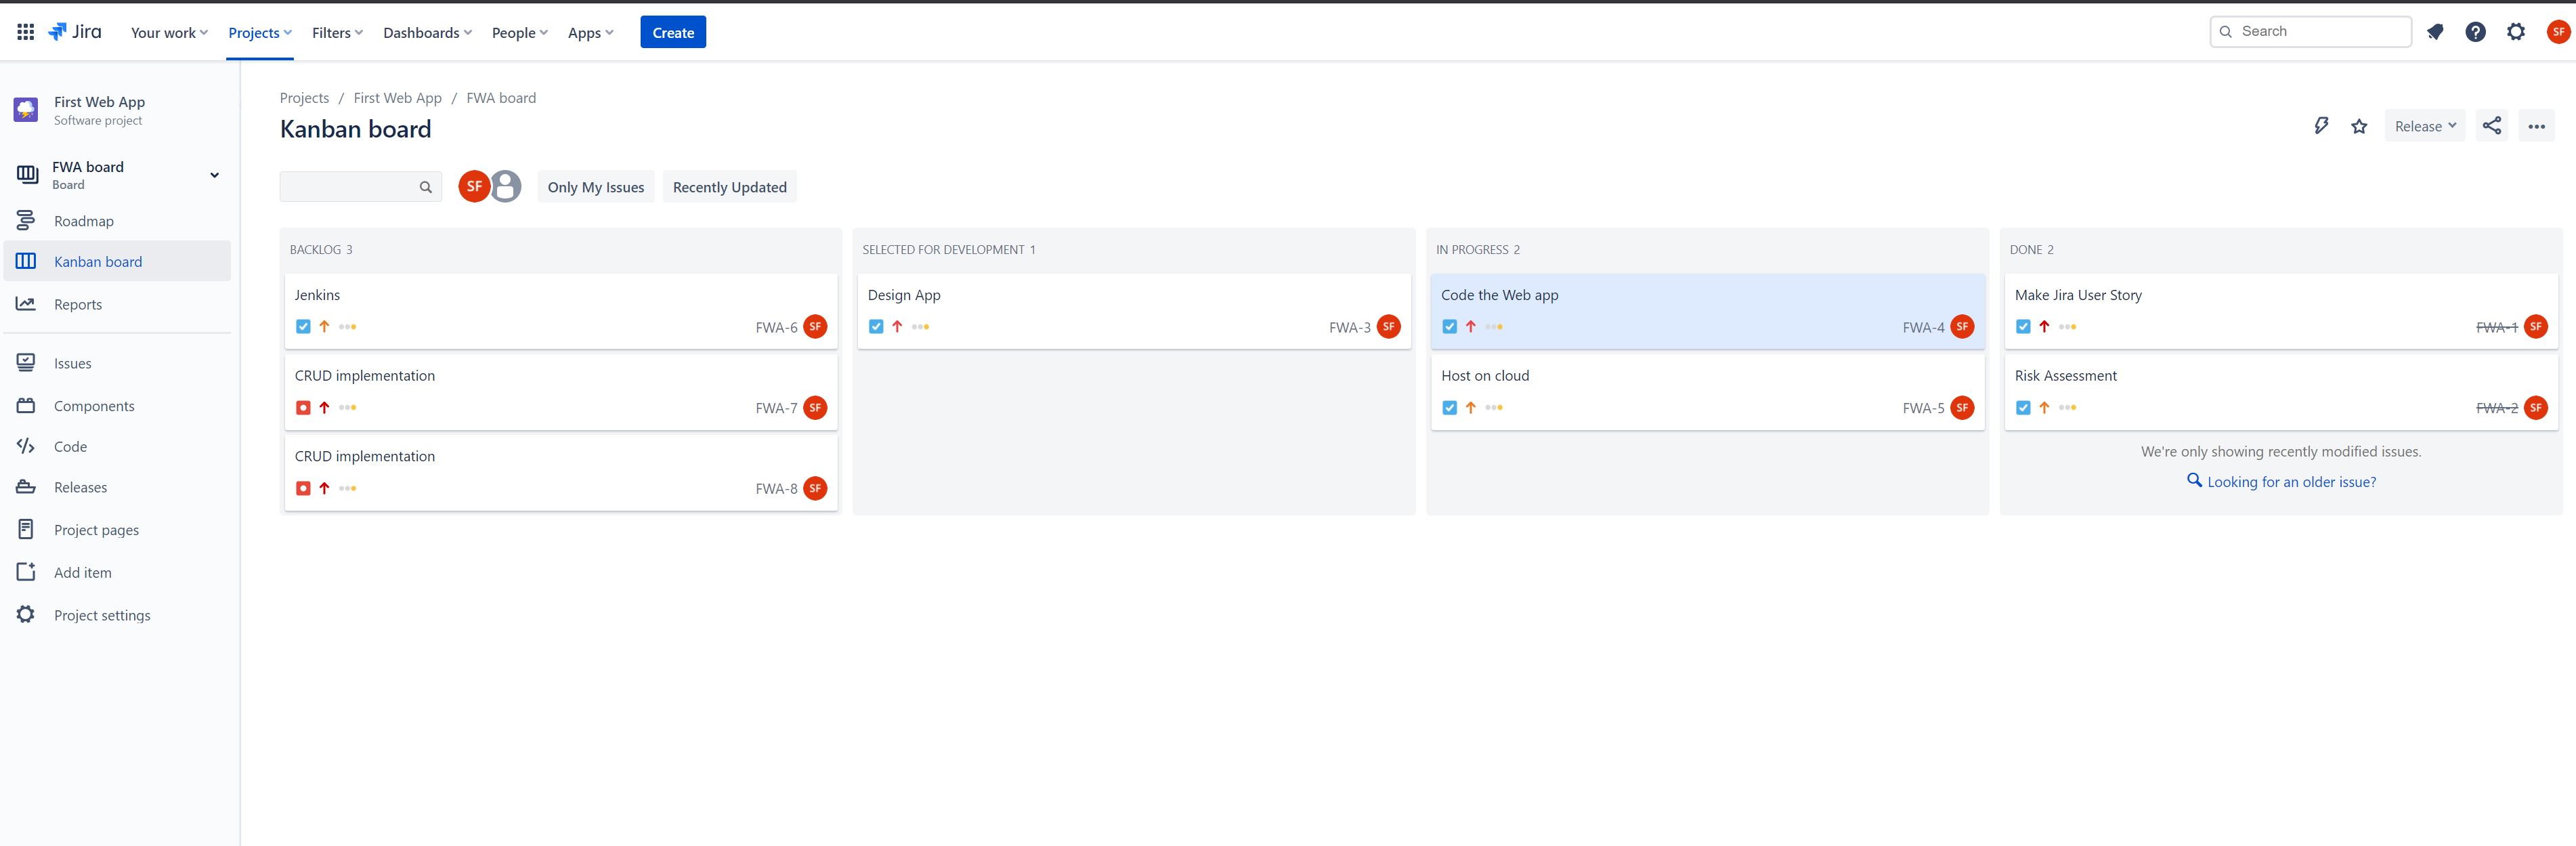 Jira Your work Projects Filters Dashboards People Apps Create Search SF
First Web App
Software project
FWA board
Board
Roadmap
Kanban board
Reports
Issues
Components
Code
Releases
Project pages
Add item
Project settings
Projects / First Web App / FWA board
Kanban board
Release
SF Only My Issues Recently Updated
BACKLOG 3
Jenkins
FWA-6 SF
CRUD implementation
FWA-7 SF
CRUD implementation
FWA-8 SF
SELECTED FOR DEVELOPMENT 1
Design App
FWA-3 SF
IN PROGRESS 2
Code the Web app
FWA-4 SF
Host on cloud
FWA-5 SF
DONE 2
Make Jira User Story
FWA-1 SF
Risk Assessment
FWA-2 SF
We're only showing recently modified issues.
Looking for an older issue?